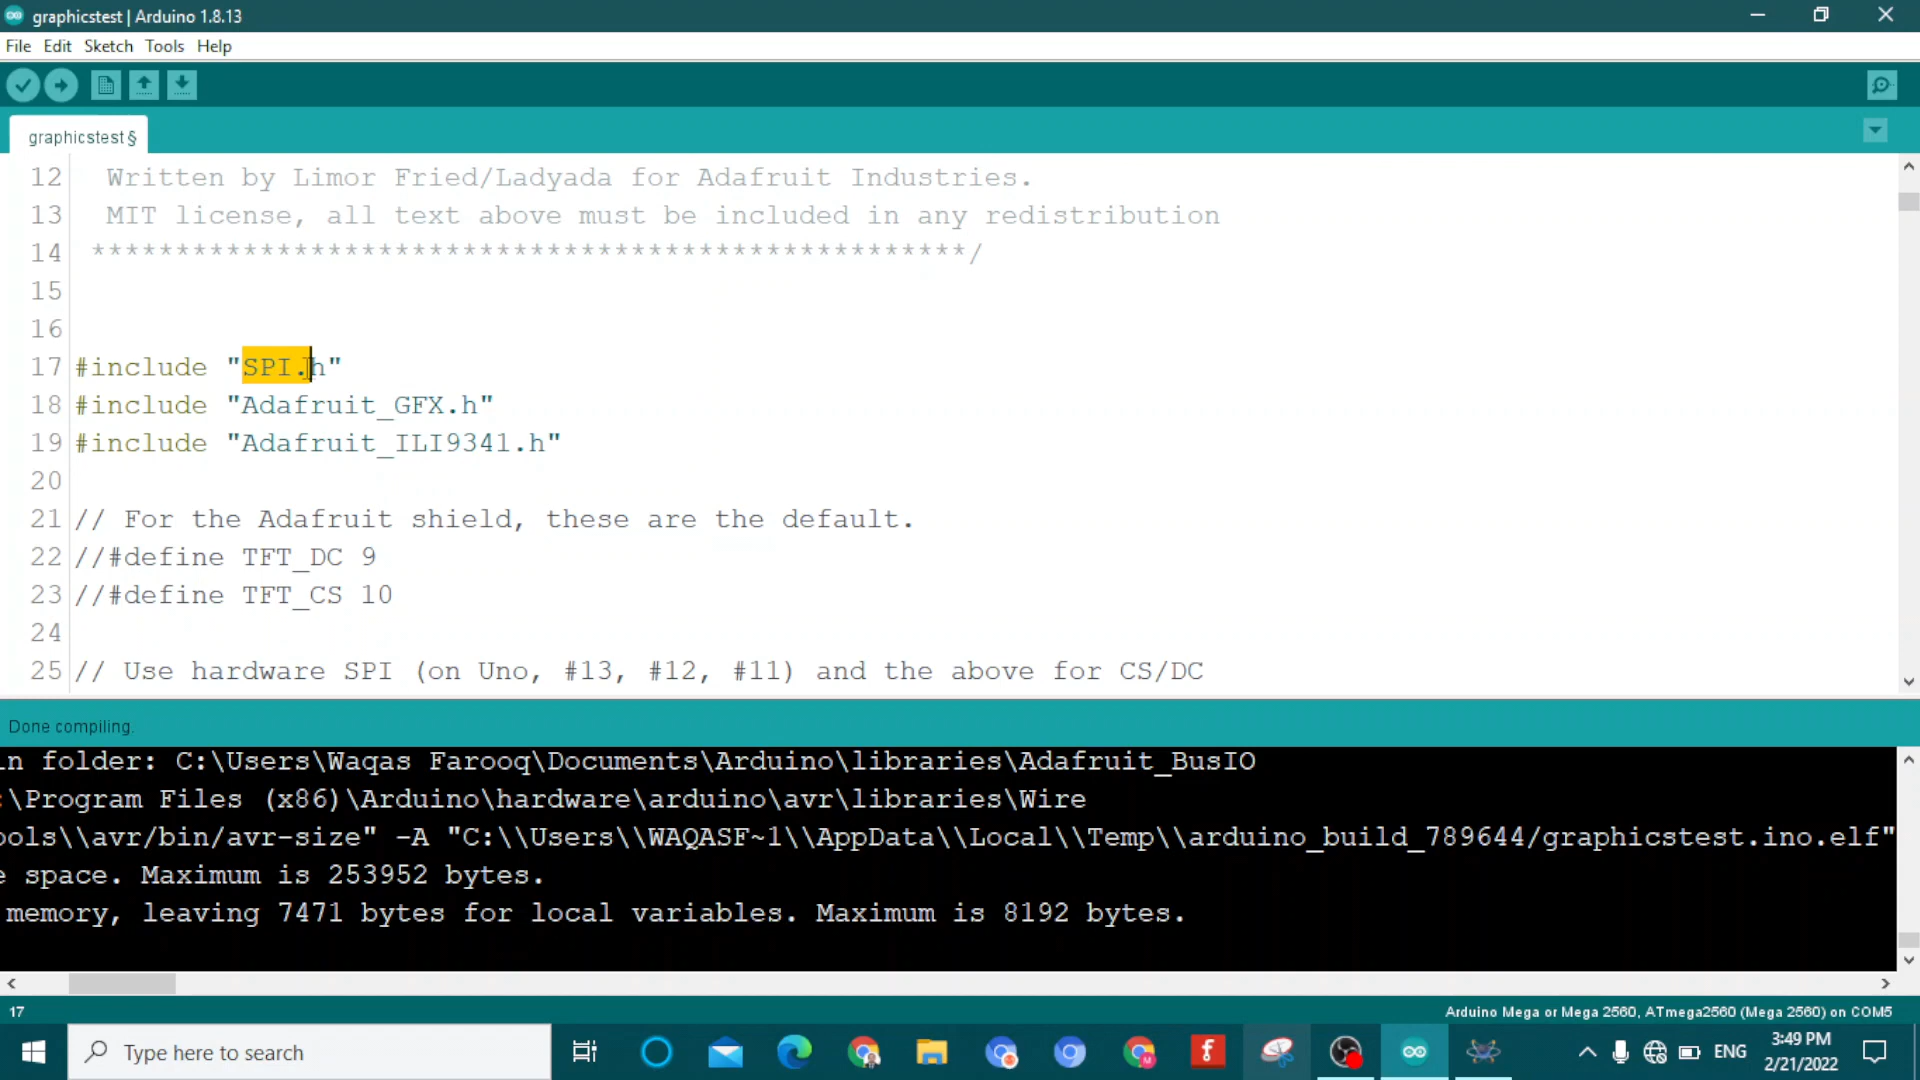 graphicstest | Arduino 1.8.13
File Edit Sketch Tools Help
graphicstest §
12 Written by Limor Fried/Ladyada for Adafruit Industries.
13 MIT license, all text above must be included in any redistribution
14 ****************************************************/
15
16
17 #include "SPI.h"
18 #include "Adafruit_GFX.h"
19 #include "Adafruit_ILI9341.h"
20
21 // For the Adafruit shield, these are the default.
22 //#define TFT_DC 9
23 //#define TFT_CS 10
24
25 // Use hardware SPI (on Uno, #13, #12, #11) and the above for CS/DC
Done compiling.
in folder: C:\Users\Waqas Farooq\Documents\Arduino\libraries\Adafruit_BusIO
:\Program Files (x86)\Arduino\hardware\arduino\avr\libraries\Wire
ools\\avr/bin/avr-size" -A "C:\\Users\\WAQASF~1\\AppData\\Local\\Temp\\arduino_build_789644/graphicstest.ino.elf"
e space. Maximum is 253952 bytes.
memory, leaving 7471 bytes for local variables. Maximum is 8192 bytes.
17
Arduino Mega or Mega 2560, ATmega2560 (Mega 2560) on COM5
Type here to search
ENG
3:49 PM
2/21/2022